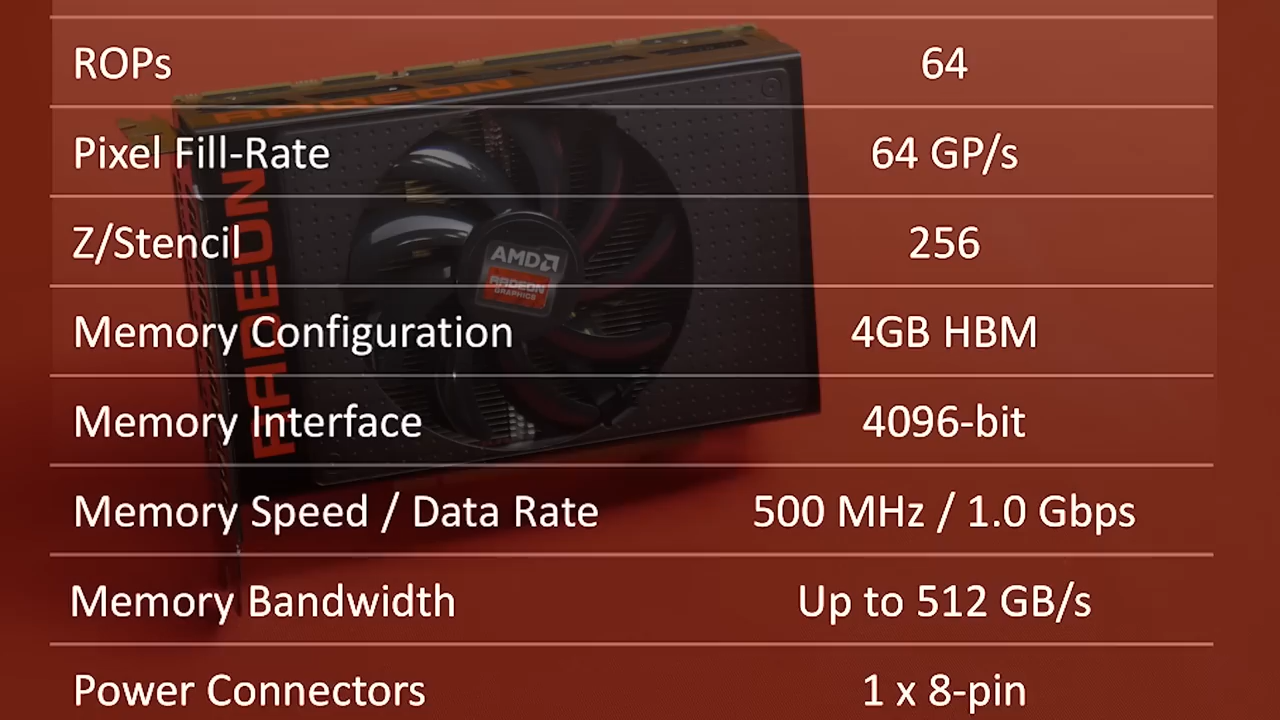 RADEON
ROPs 64
Pixel Fill-Rate 64 GP/s
Z/Stencil 256
RADEON
AMD
RADEON
GRAPHICS
Memory Configuration 4GB HBM
Memory Interface 4096-bit
Memory Speed / Data Rate 500 MHz / 1.0 Gbps
Memory Bandwidth Up to 512 GB/s
Power Connectors 1 x 8-pin